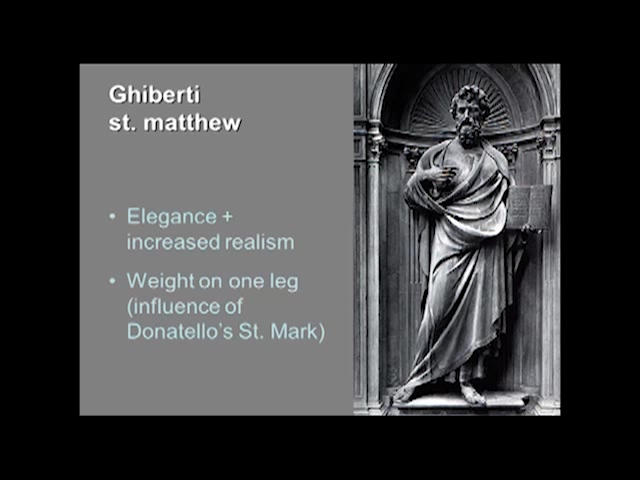 Ghiberti
st. matthew
• Elegance +
increased realism
• Weight on one leg
(influence of
Donatello's St. Mark)